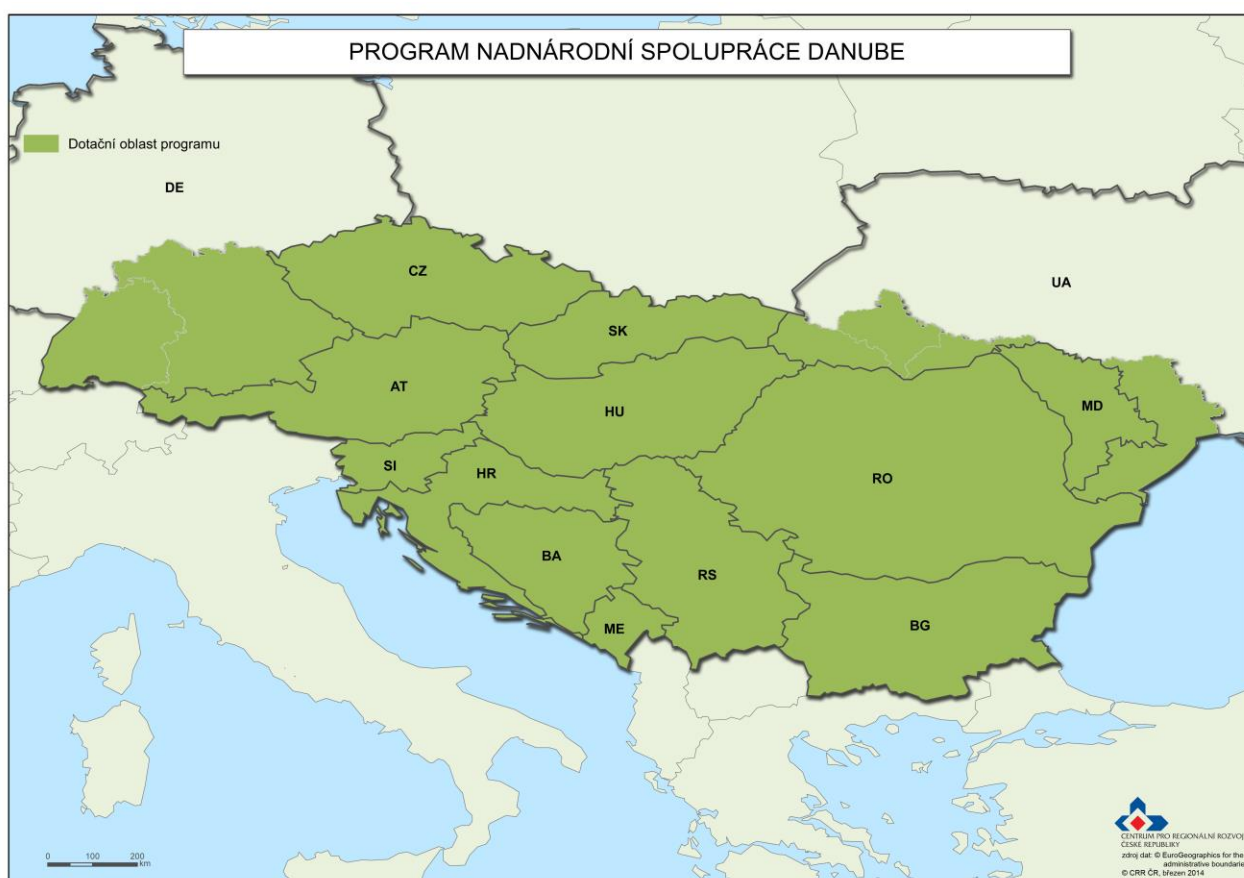 PROGRAM NADNÁRODNÍ SPOLUPRÁCE DANUBE
Dotační oblast programu
DE
CZ
UA
SK
AT
HU
MD
SI
HR
RO
BA
RS
ME
BG
0 100 200
km
CENTRUM PRO REGIONÁLNÍ ROZVOJ
ČESKÉ REPUBLIKY
zdroj dat: © EuroGeographics for the
administrative boundarie
© CRR ČR, březen 2014